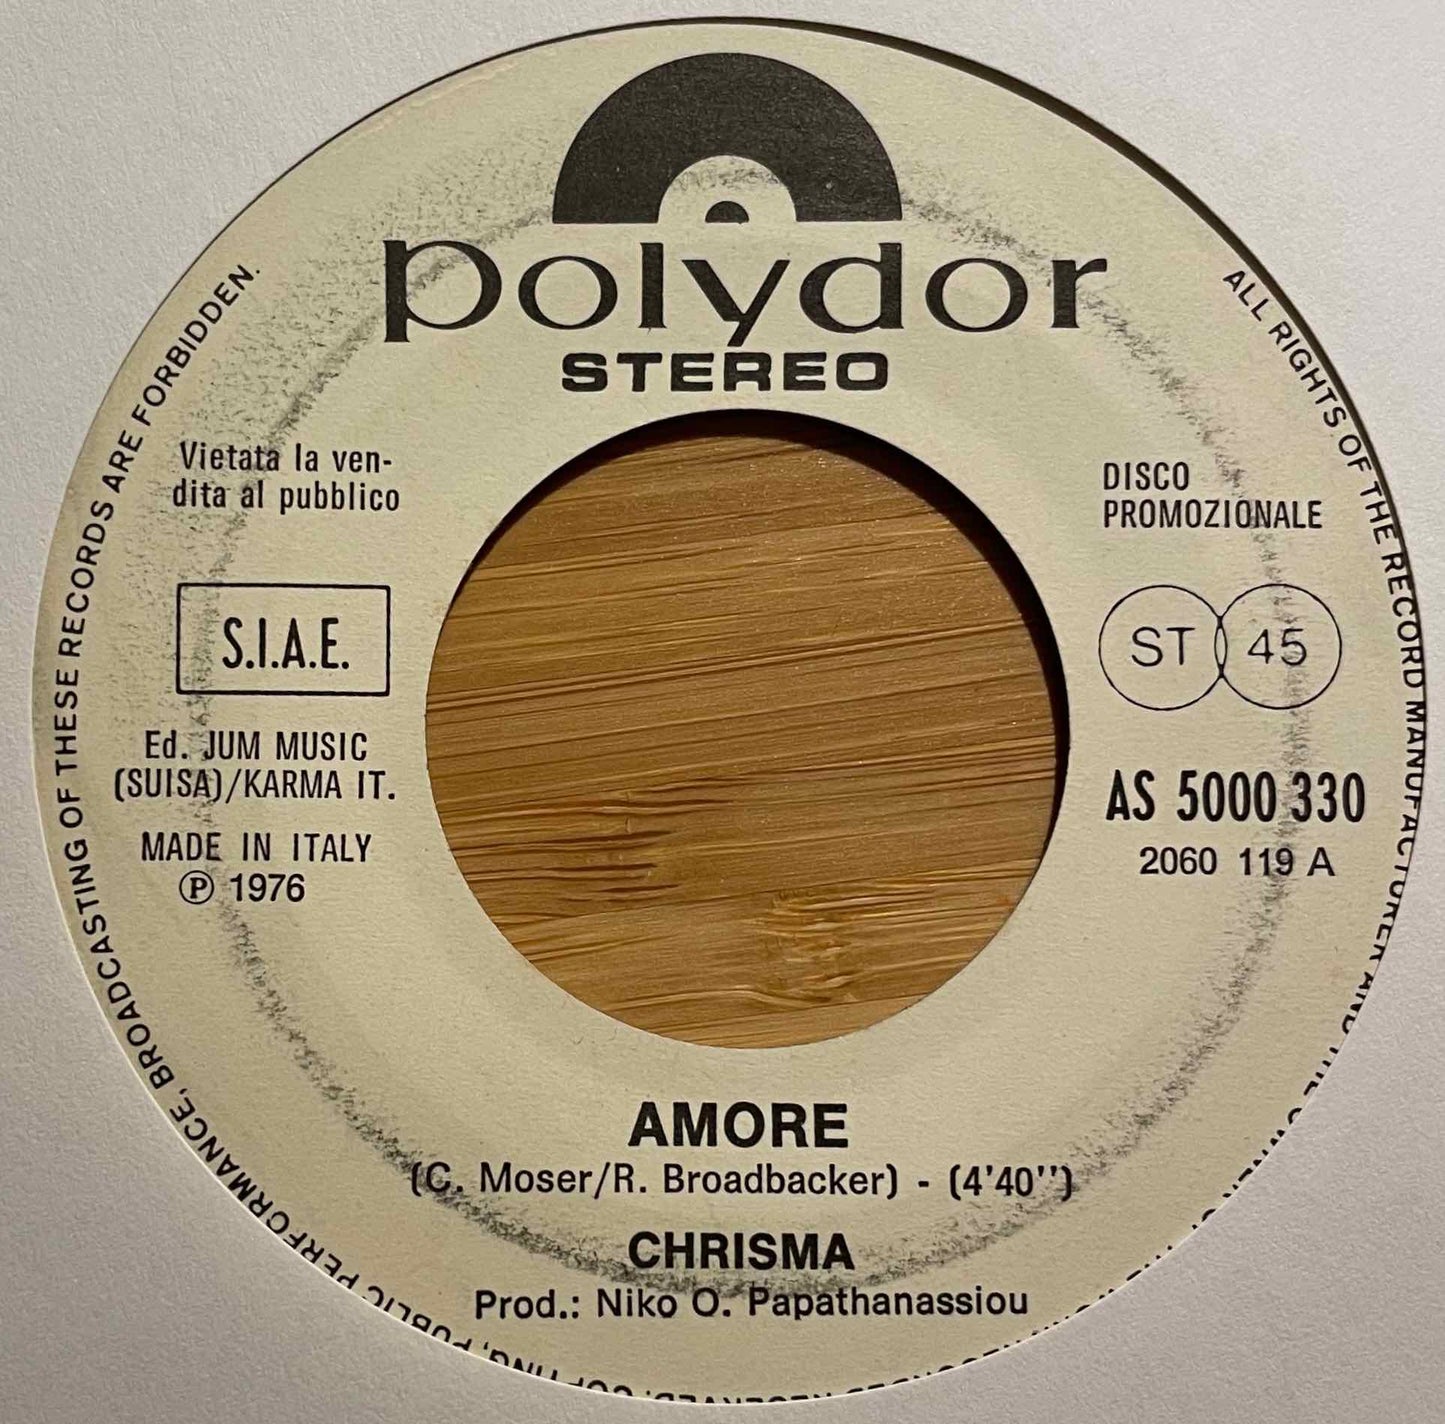 polydor
STEREO
Vietata la ven-
dita al pubblico
DISCO
PROMOZIONALE
S.I.A.E.
ST 45
Ed. JUM MUSIC
(SUISA)/KARMA IT.
AS 5000 330
MADE IN ITALY
2060 119 A
Ⓟ 1976
AMORE
(C. Moser/R. Broadbacker) - (4'40'')
CHRISMA
Prod.: Niko O. Papathanassiou
ALL RIGHTS OF THE RECORD MANUFACTURER AND
PUBLIC PERFORMANCE, BROADCASTING OF THESE RECORDS ARE FORBIDDEN.